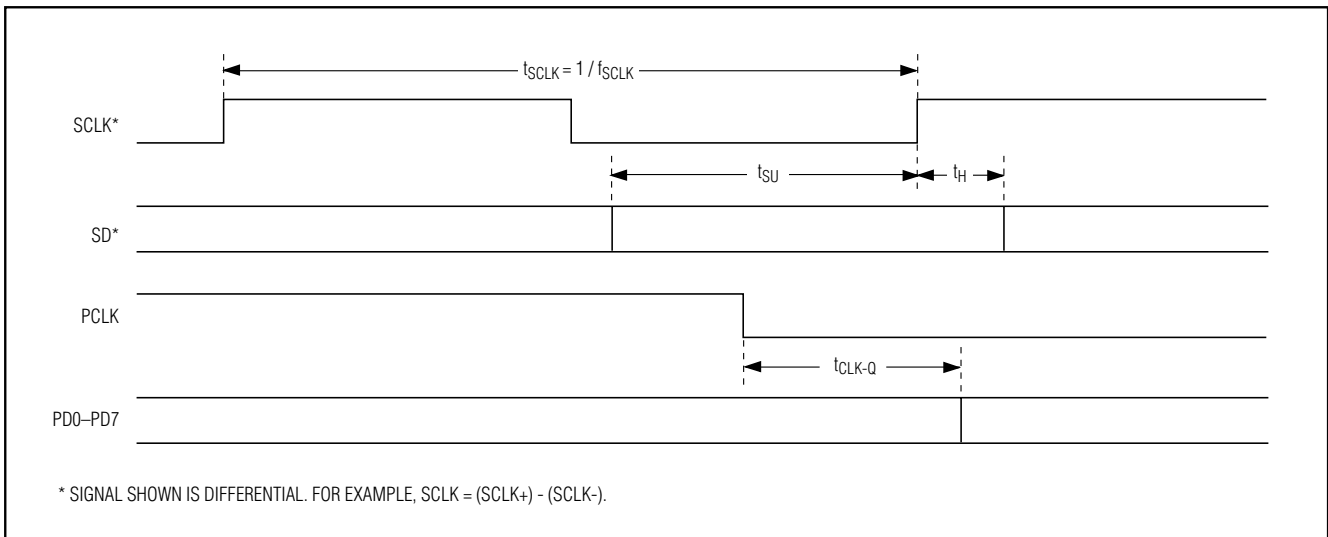 tSCLK = 1 / fSCLK
SCLK*
tSU
tH
SD*
PCLK
tCLK-Q
PD0–PD7
* SIGNAL SHOWN IS DIFFERENTIAL. FOR EXAMPLE, SCLK = (SCLK+) - (SCLK-).